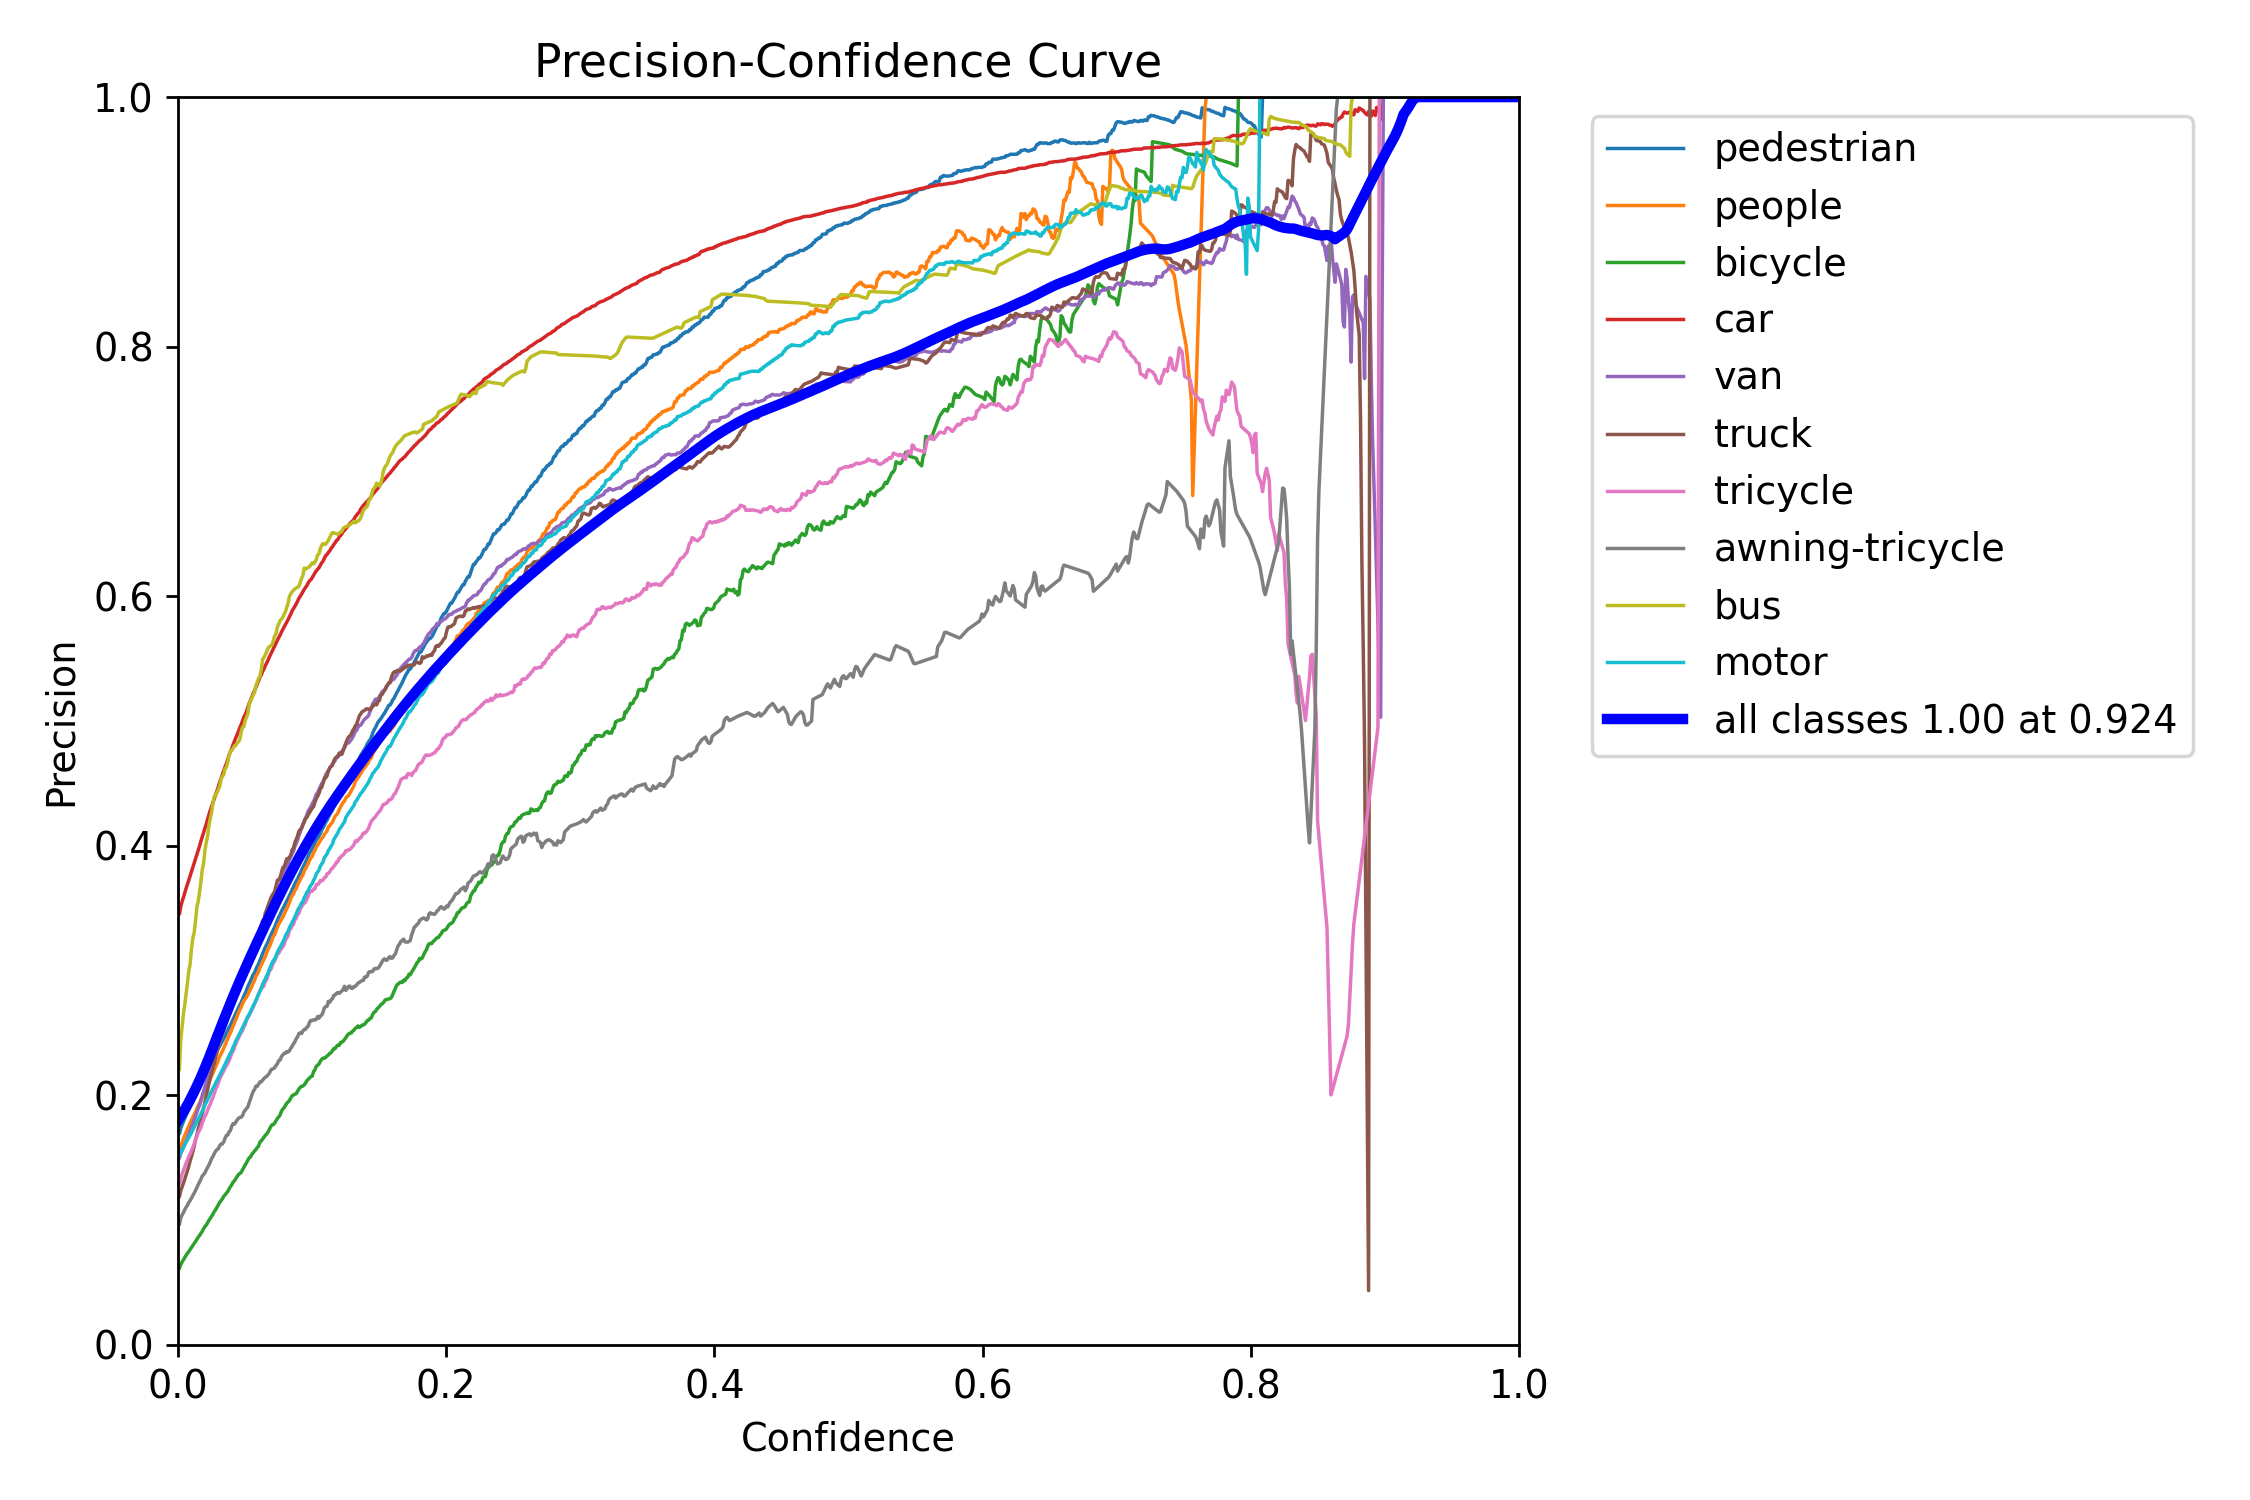 Precision-Confidence Curve
1.0
0.8
0.6
0.4
0.2
0.0
Precision
0.0 0.2 0.4 0.6 0.8 1.0
Confidence
pedestrian
people
bicycle
car
van
truck
tricycle
awning-tricycle
bus
motor
all classes 1.00 at 0.924